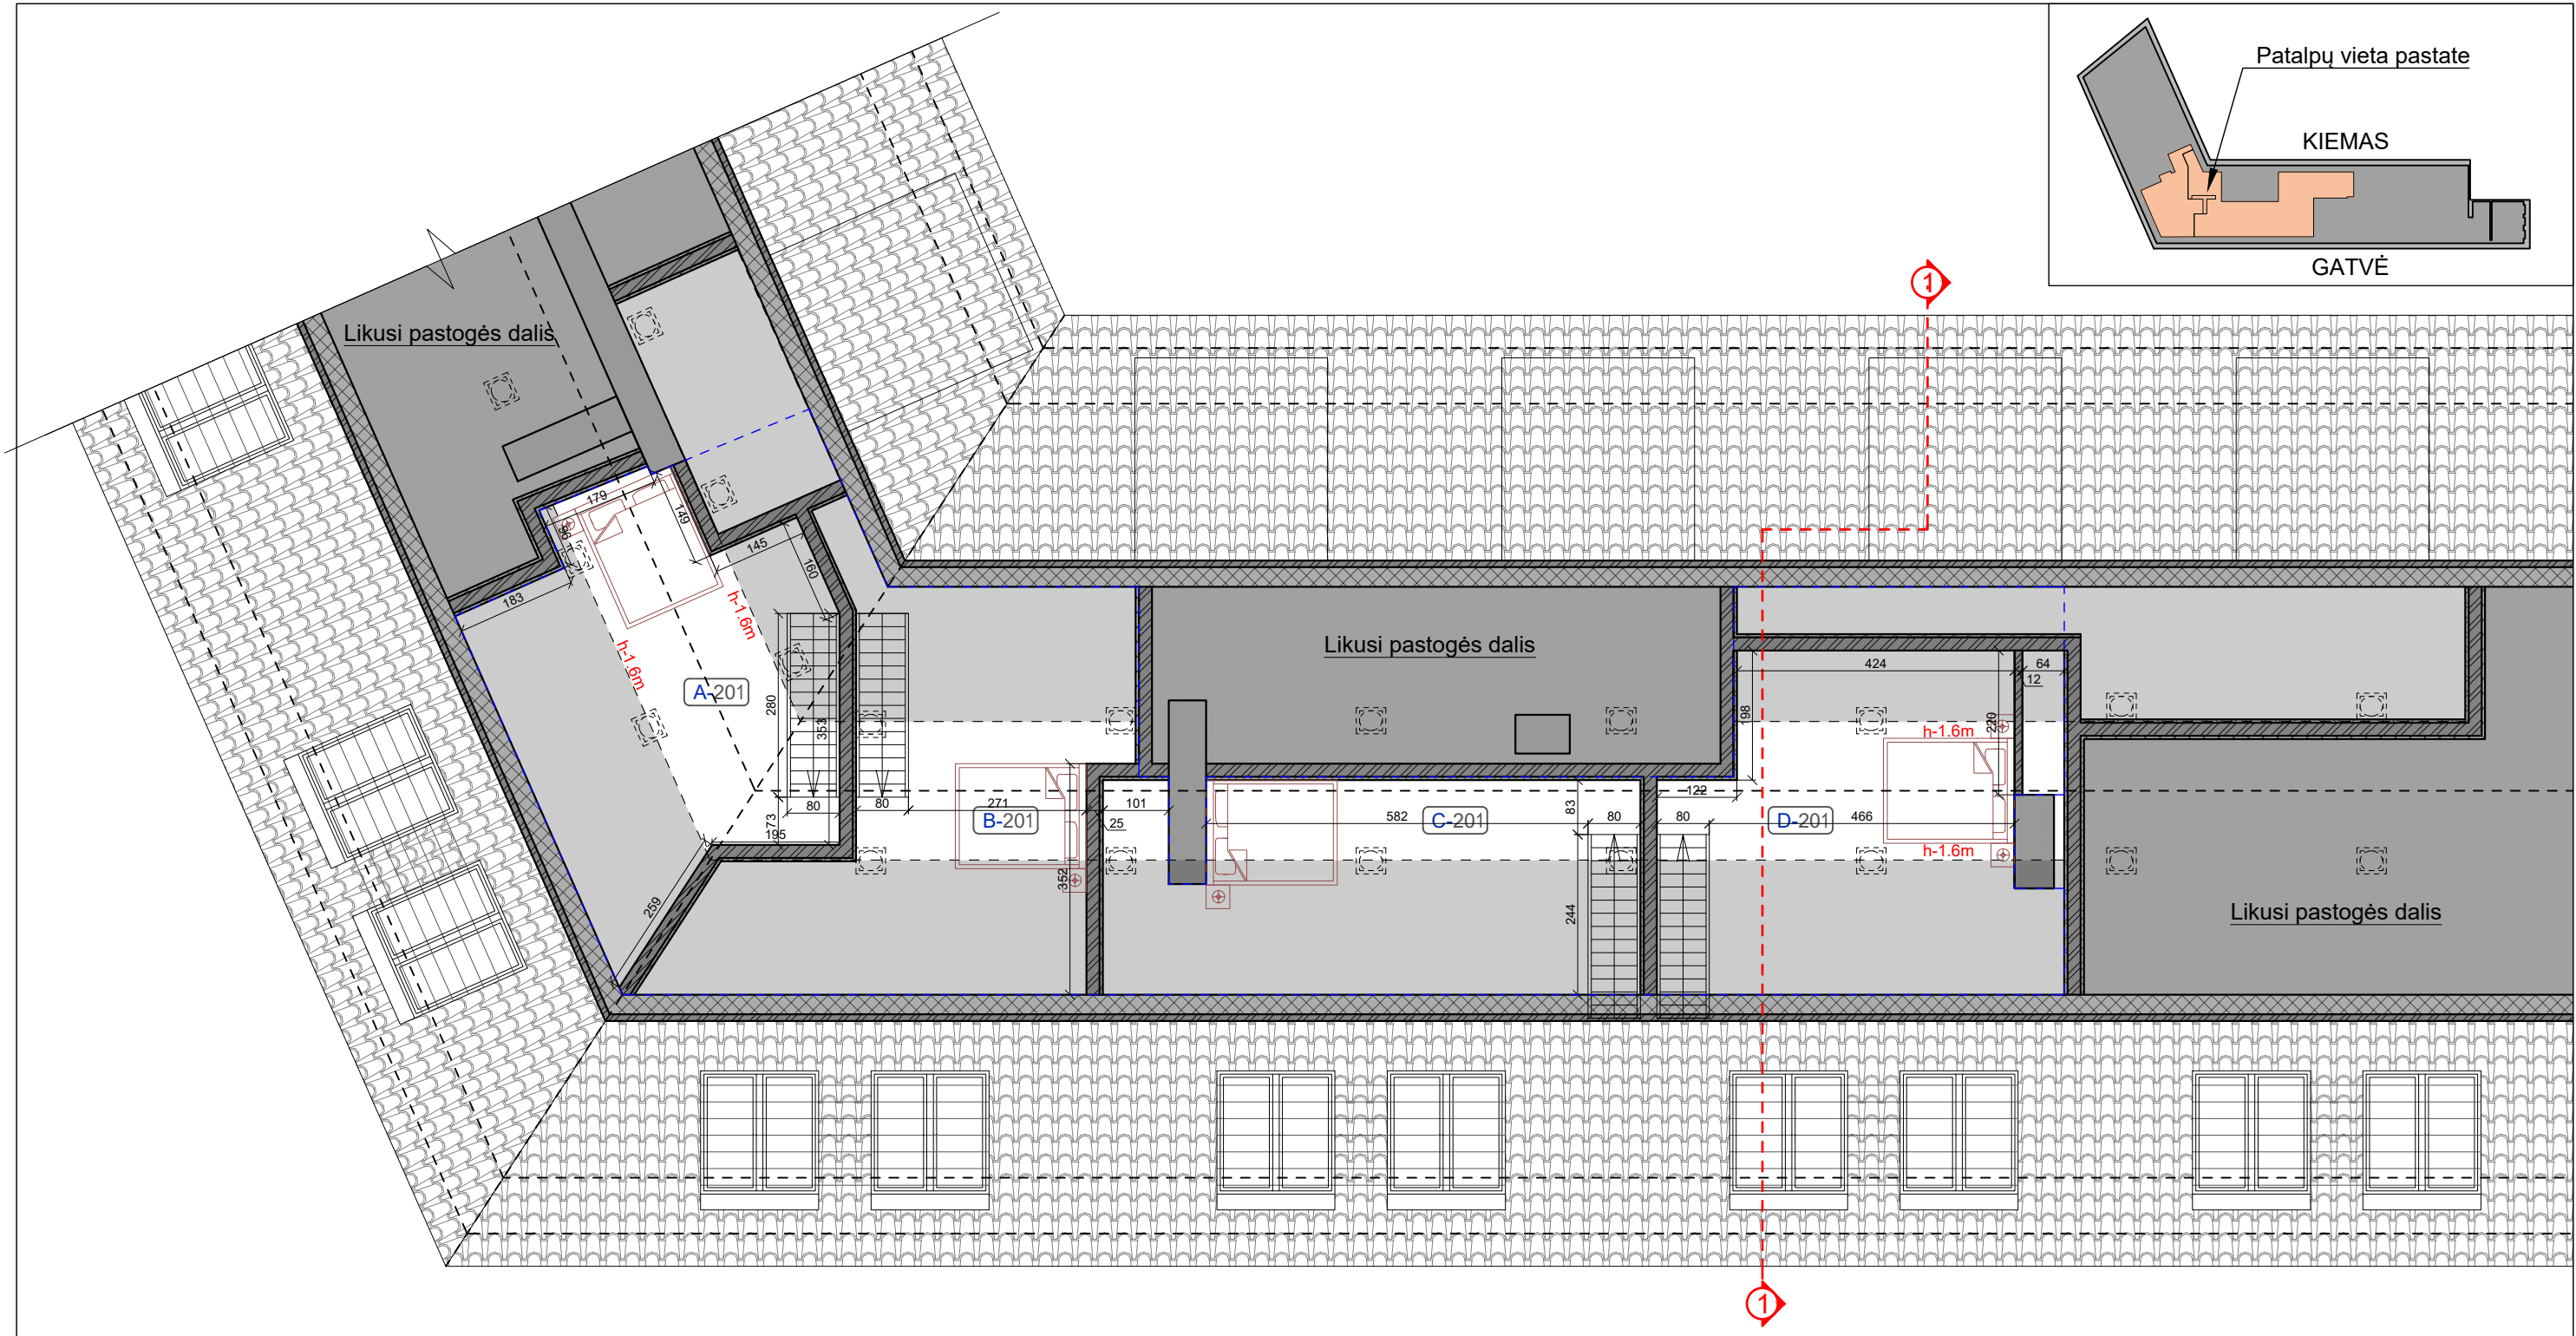 Patalpų vieta pastate
KIEMAS
GATVĖ
1
Likusi pastogės dalis
179
96
149
145
160
183
h-1.6m
h-1.6m
A-201
280
353
80
73
195
259
80
271
B-201
25
101
352
Likusi pastogės dalis
582
C-201
83
80
244
80
122
198
424
64
12
220
h-1.6m
D-201
466
h-1.6m
Likusi pastogės dalis
1